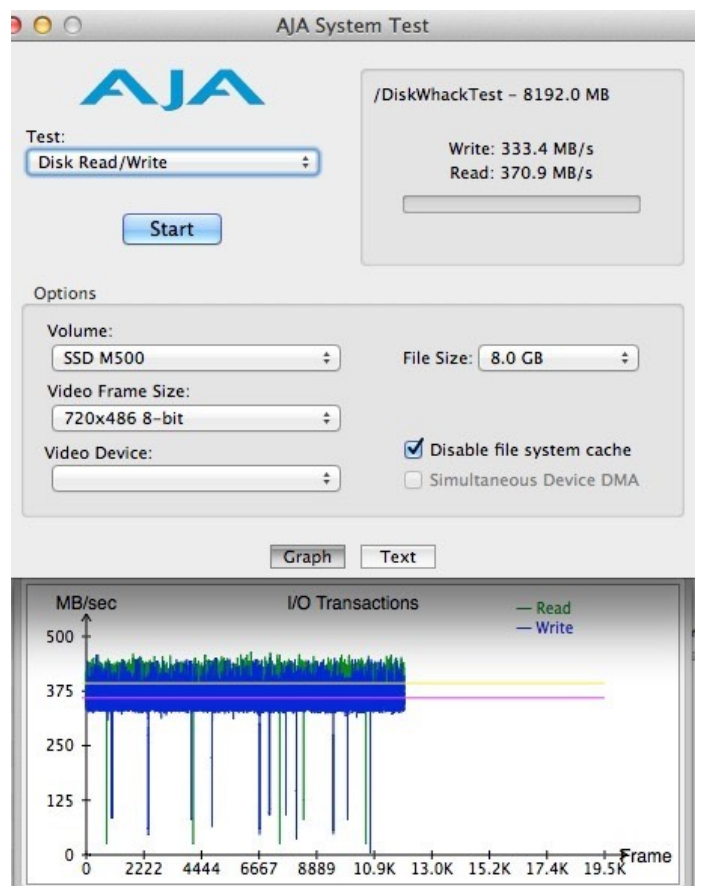 AJA System Test
AJA
/DiskWhackTest - 8192.0 MB
Test:
Disk Read/Write
Write: 333.4 MB/s
Read: 370.9 MB/s
Start
Options
Volume:
SSD M500
File Size: 8.0 GB
Video Frame Size:
720x486 8-bit
Video Device:
Disable file system cache
Simultaneous Device DMA
Graph Text
MB/sec I/O Transactions
Read
Write
500
375
250
125
0
0 2222 4444 6667 8889 10.9K 13.0K 15.2K 17.4K 19.5K Frame